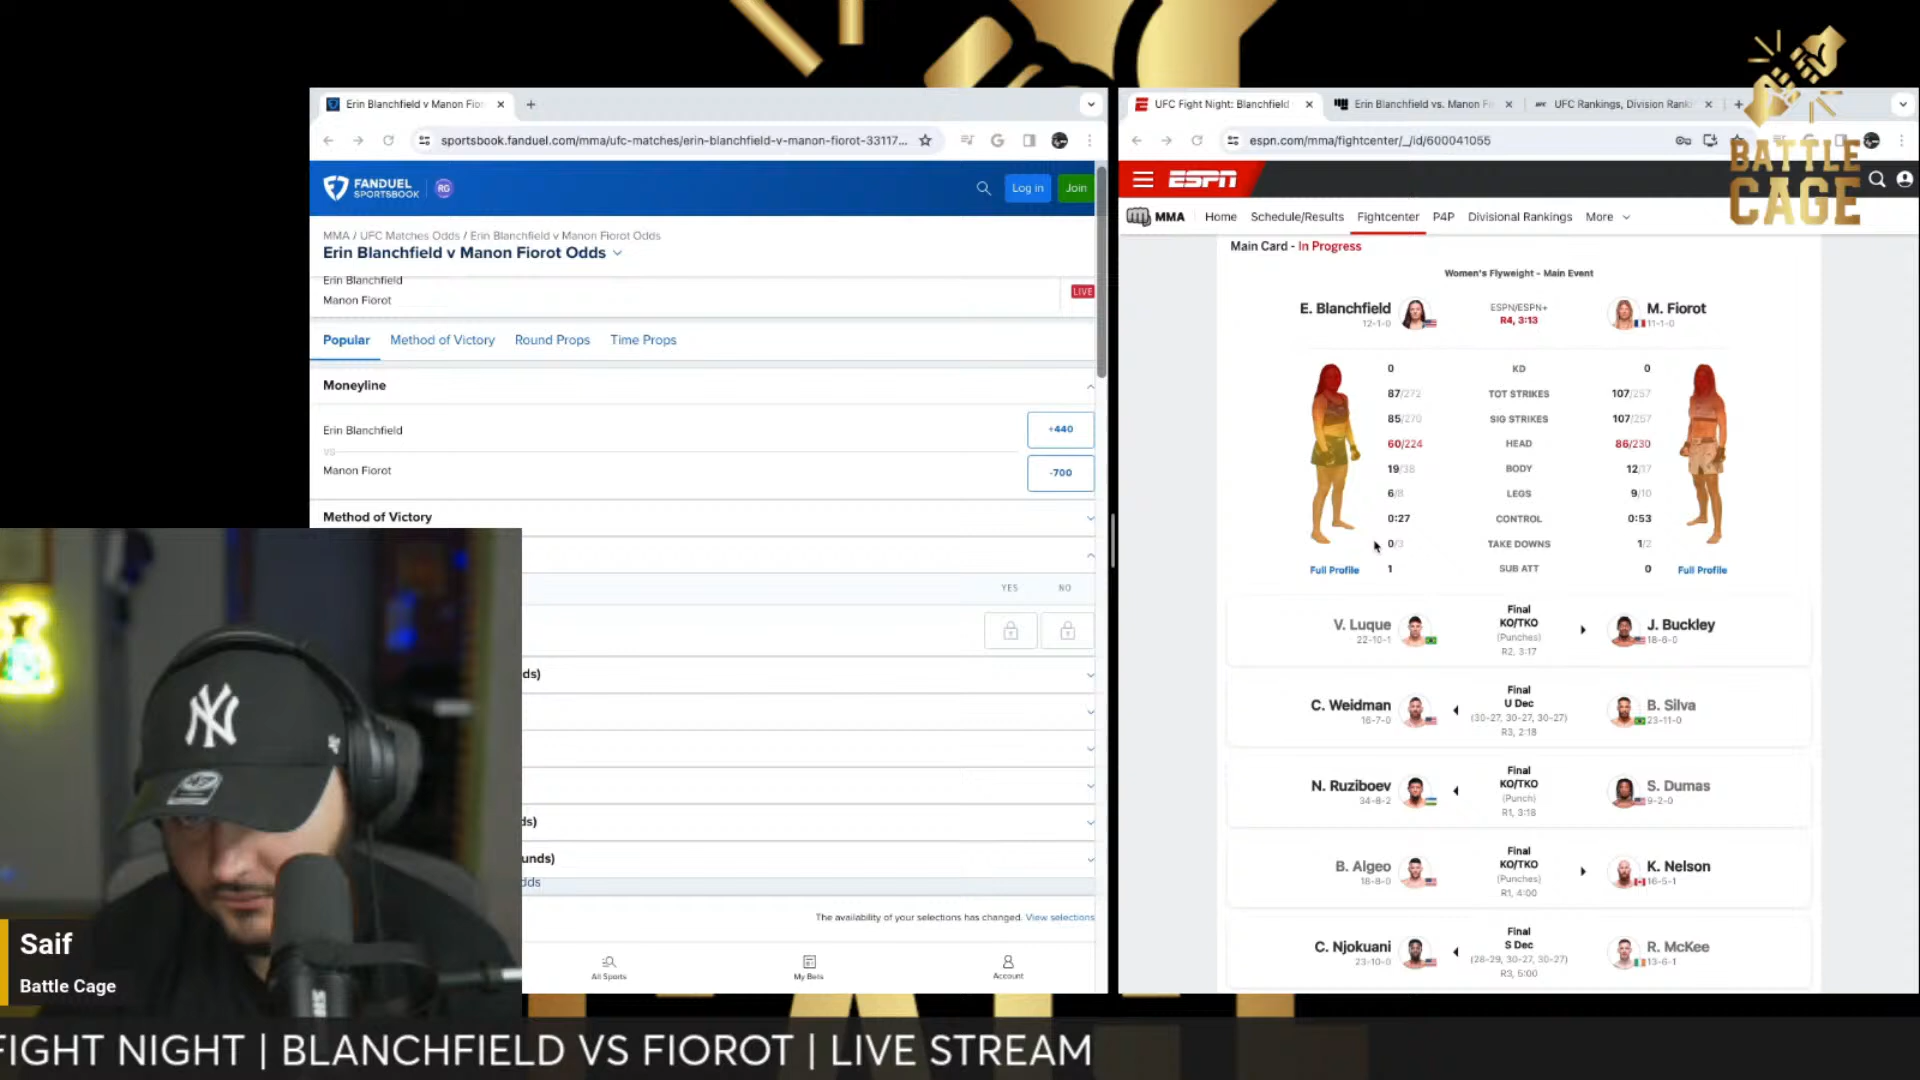 Erin Blanchfield v Manon Fior
sportsbook.fanduel.com/mma/ufc-matches/erin-blanchfield-v-manon-fiorot-33117...
FANDUEL
SPORTSBOOK
RG
Log in
Join
MMA / UFC Matches Odds / Erin Blanchfield v Manon Fiorot Odds
Erin Blanchfield v Manon Fiorot Odds
Erin Blanchfield
Manon Fiorot
LIVE
Popular
Method of Victory
Round Props
Time Props
Moneyline
Erin Blanchfield
+440
VS
Manon Fiorot
-700
Method of Victory
YES
NO
ds)
ds)
unds)
dds
The availability of your selections has changed. View selections
All Sports
My Bets
Account
UFC Fight Night: Blanchfield
Erin Blanchfield vs. Manon Fi
UFC Rankings, Division Ranki
espn.com/mma/fightcenter/_/id/600041055
ESPN
MMA
Home
Schedule/Results
Fightcenter
P4P
Divisional Rankings
More
BATTLE
CAGE
Main Card - In Progress
Women's Flyweight - Main Event
E. Blanchfield
12-1-0
ESPN/ESPN+
R4, 3:13
M. Fiorot
11-1-0
0 KD 0
87/272 TOT STRIKES 107/257
85/270 SIG STRIKES 107/257
60/224 HEAD 86/230
19/38 BODY 12/17
6/8 LEGS 9/10
0:27 CONTROL 0:53
0/3 TAKE DOWNS 1/2
Full Profile 1 SUB ATT 0 Full Profile
V. Luque
22-10-1
Final
KO/TKO
(Punches)
R2, 3:17
J. Buckley
18-6-0
C. Weidman
16-7-0
Final
U Dec
(30-27, 30-27, 30-27)
R3, 2:18
B. Silva
23-11-0
N. Ruziboev
34-8-2
Final
KO/TKO
(Punch)
R1, 3:18
S. Dumas
9-2-0
B. Algeo
18-8-0
Final
KO/TKO
(Punches)
R1, 4:00
K. Nelson
16-5-1
C. Njokuani
23-10-0
Final
S Dec
(28-29, 30-27, 30-27)
R3, 5:00
R. McKee
13-6-1
NY
47
Saif
Battle Cage
FIGHT NIGHT | BLANCHFIELD VS FIOROT | LIVE STREAM